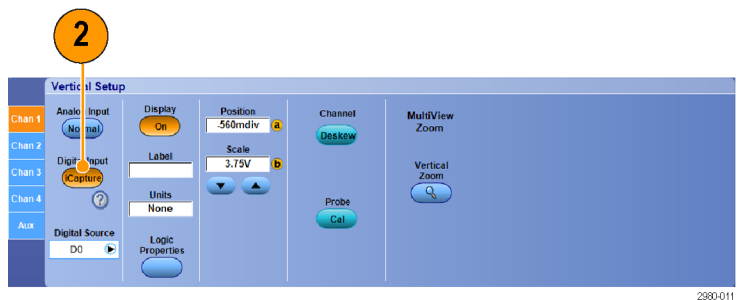 2
Vertical Setup
Chan 1
Chan 2
Chan 3
Chan 4
Aux
Analog Input
Normal
Digital Input
iCapture
?
Digital Source
D0
Display
On
Label
Units
None
Logic
Properties
Position
-560mdiv
a
Scale
3.75V
b
Channel
Deskew
Probe
Cal
MultiView
Zoom
Vertical
Zoom
2980-011